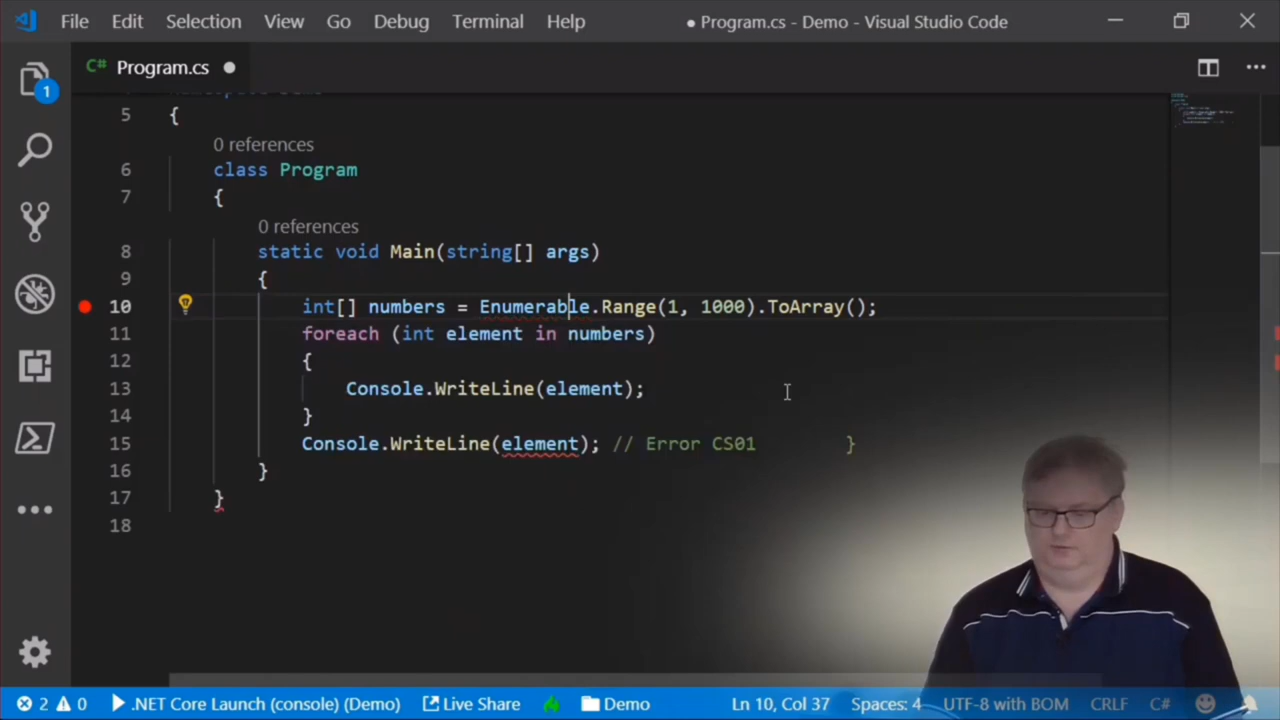 File Edit Selection View Go Debug Terminal Help ● Program.cs - Demo - Visual Studio Code
1
C# Program.cs ●
5 {
0 references
6 class Program
7 {
0 references
8 static void Main(string[] args)
9 {
10 int[] numbers = Enumerable.Range(1, 1000).ToArray();
11 foreach (int element in numbers)
12 {
13 Console.WriteLine(element);
14 }
15 Console.WriteLine(element); // Error CS01 }
16 }
17 }
18
2 0 .NET Core Launch (console) (Demo) Live Share Demo Ln 10, Col 37 Spaces: 4 UTF-8 with BOM CRLF C#